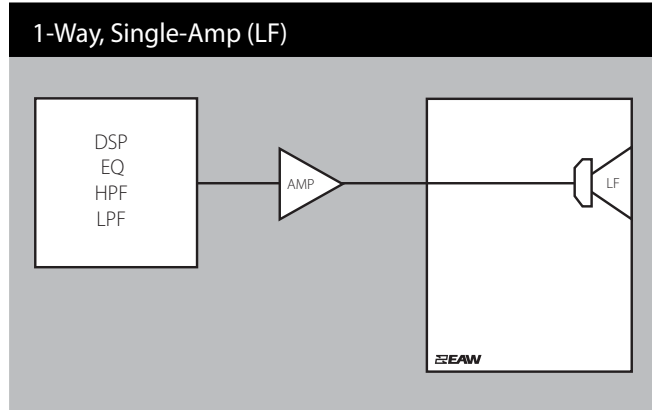 1-Way, Single-Amp (LF)
DSP
EQ
HPF
LPF
AMP
LF
EAW